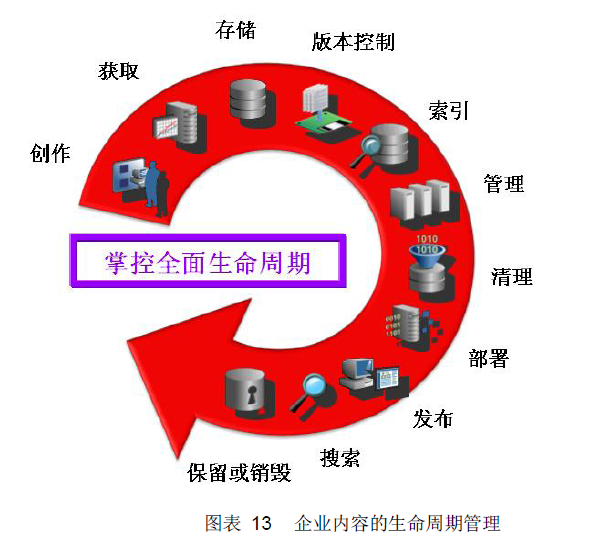 存储
版本控制
获取
索引
创作
管理
1010
1010
掌控全面生命周期
清理
0010
0101
1101
部署
发布
搜索
保留或销毁
图表 13 企业内容的生命周期管理